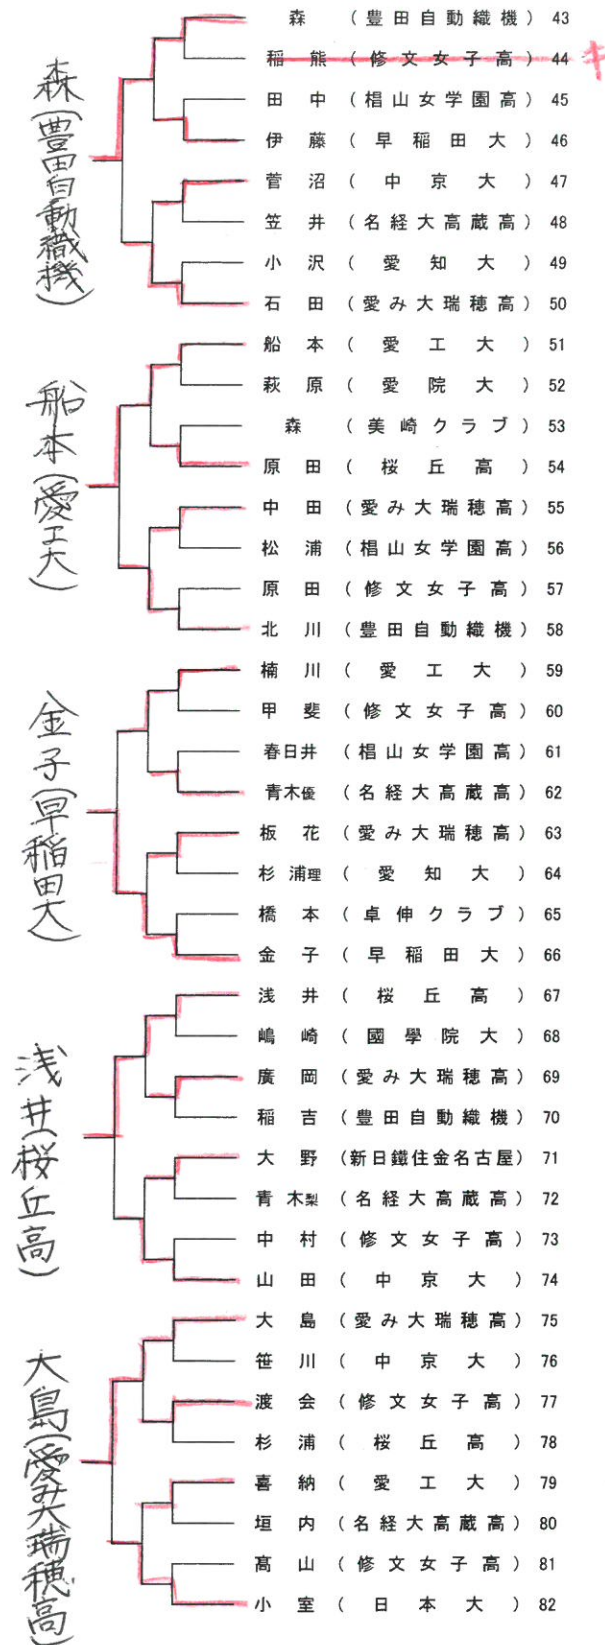 森 (豊田自動織機) 43
稲熊 (修文女子高) 44 キ
田中 (椙山女学園高) 45
伊藤 (早稲田大) 46
菅沼 (中京大) 47
笠井 (名経大高蔵高) 48
小沢 (愛知大) 49
石田 (愛み大瑞穂高) 50
森(豊田自動織機)
船本 (愛工大) 51
萩原 (愛院大) 52
森 (美崎クラブ) 53
原田 (桜丘高) 54
中田 (愛み大瑞穂高) 55
松浦 (椙山女学園高) 56
原田 (修文女子高) 57
北川 (豊田自動織機) 58
船本(愛工大)
楠川 (愛工大) 59
甲斐 (修文女子高) 60
春日井 (椙山女学園高) 61
青木優 (名経大高蔵高) 62
板花 (愛み大瑞穂高) 63
杉浦理 (愛知大) 64
橋本 (卓伸クラブ) 65
金子 (早稲田大) 66
金子(早稲田大)
浅井 (桜丘高) 67
嶋崎 (國學院大) 68
廣岡 (愛み大瑞穂高) 69
稲吉 (豊田自動織機) 70
大野 (新日鐵住金名古屋) 71
青木梨 (名経大高蔵高) 72
中村 (修文女子高) 73
山田 (中京大) 74
浅井(桜丘高)
大島 (愛み大瑞穂高) 75
笹川 (中京大) 76
渡会 (修文女子高) 77
杉浦 (桜丘高) 78
喜納 (愛工大) 79
垣内 (名経大高蔵高) 80
髙山 (修文女子高) 81
小室 (日本大) 82
大島(愛み大瑞穂高)